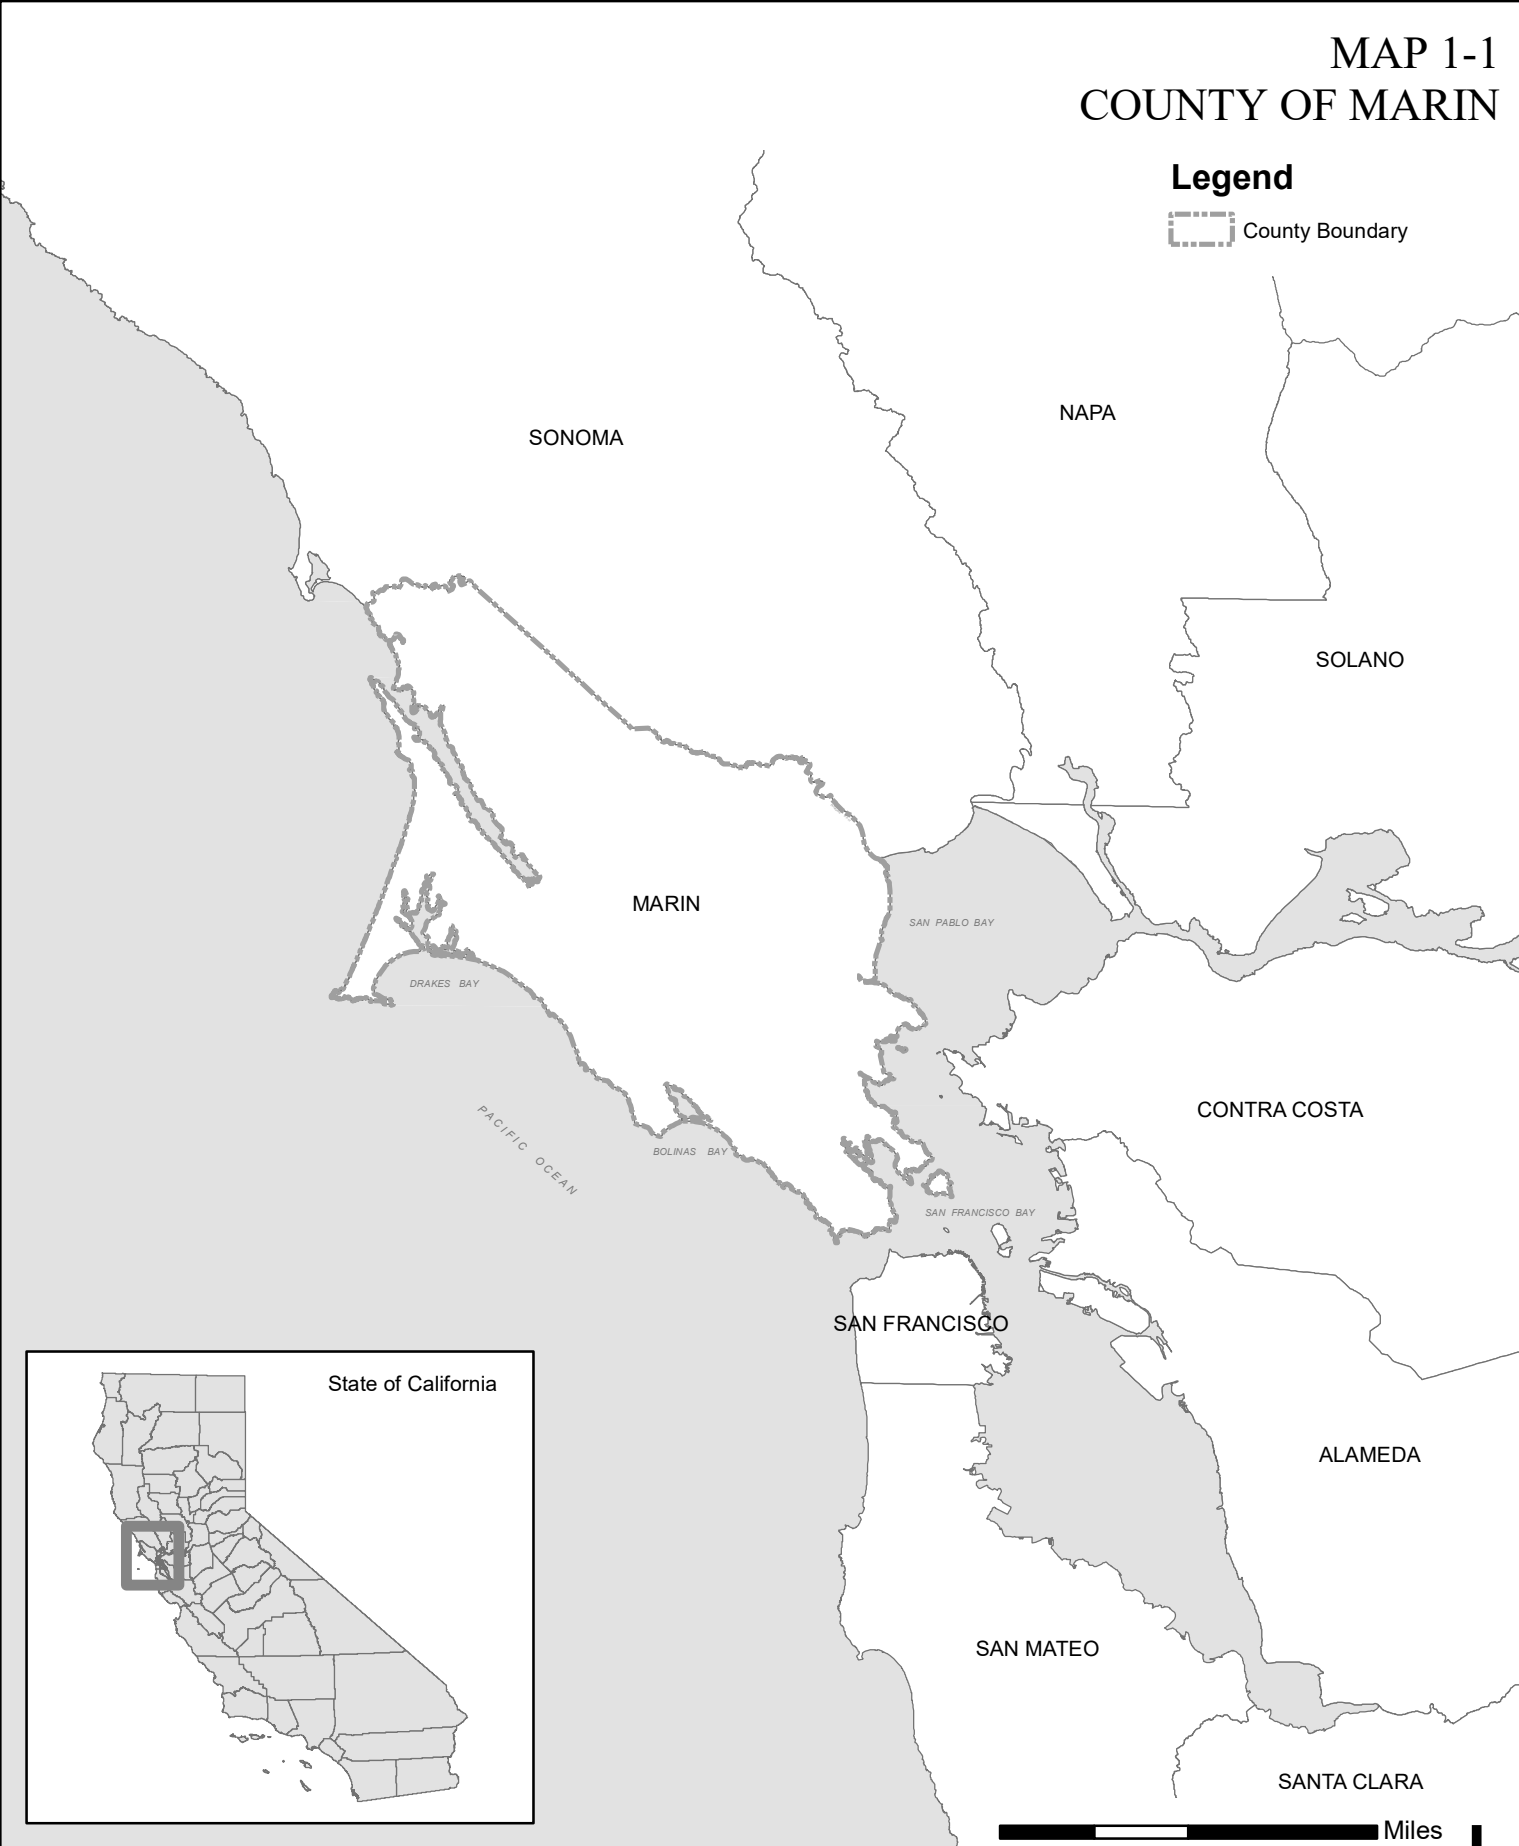 MAP 1-1
COUNTY OF MARIN
Legend
County Boundary
NAPA
SONOMA
SOLANO
MARIN
SAN PABLO BAY
DRAKES BAY
CONTRA COSTA
PACIFIC OCEAN
BOLINAS BAY
SAN FRANCISCO BAY
SAN FRANCISCO
State of California
ALAMEDA
SAN MATEO
SANTA CLARA
Miles